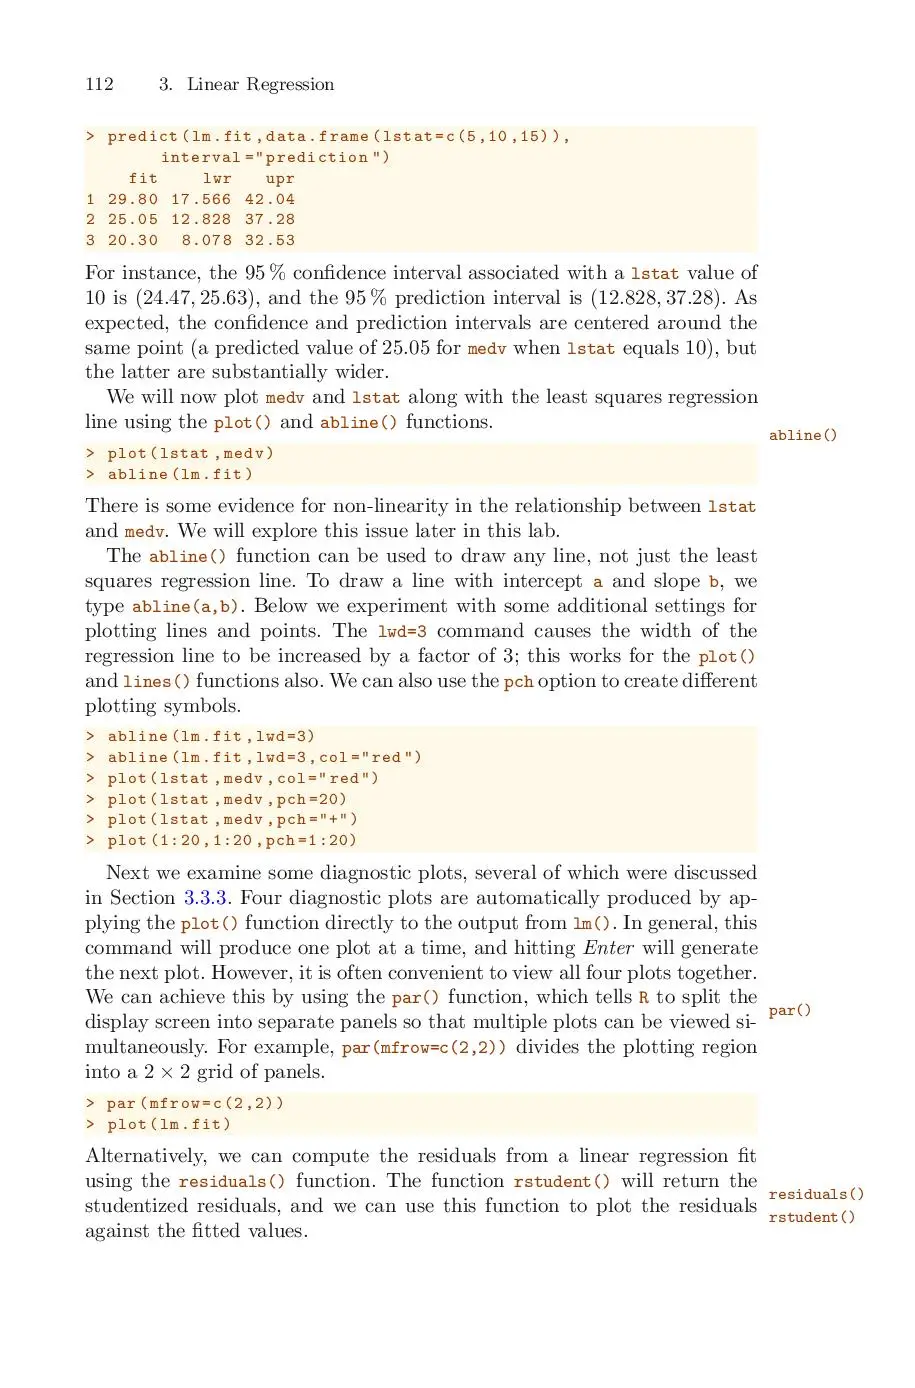 112 3. Linear Regression
> predict(lm.fit,data.frame(lstat=c(5,10,15)),
interval="prediction")
fit lwr upr
1 29.80 17.566 42.04
2 25.05 12.828 37.28
3 20.30 8.078 32.53
For instance, the 95 % confidence interval associated with a lstat value of
10 is (24.47, 25.63), and the 95 % prediction interval is (12.828, 37.28). As
expected, the confidence and prediction intervals are centered around the
same point (a predicted value of 25.05 for medv when lstat equals 10), but
the latter are substantially wider.
We will now plot medv and lstat along with the least squares regression
line using the plot() and abline() functions.
abline()
> plot(lstat,medv)
> abline(lm.fit)
There is some evidence for non-linearity in the relationship between lstat
and medv. We will explore this issue later in this lab.
The abline() function can be used to draw any line, not just the least
squares regression line. To draw a line with intercept a and slope b, we
type abline(a,b). Below we experiment with some additional settings for
plotting lines and points. The lwd=3 command causes the width of the
regression line to be increased by a factor of 3; this works for the plot()
and lines() functions also. We can also use the pch option to create different
plotting symbols.
> abline(lm.fit,lwd=3)
> abline(lm.fit,lwd=3,col="red")
> plot(lstat,medv,col="red")
> plot(lstat,medv,pch=20)
> plot(lstat,medv,pch="+")
> plot(1:20,1:20,pch=1:20)
Next we examine some diagnostic plots, several of which were discussed
in Section 3.3.3. Four diagnostic plots are automatically produced by ap-
plying the plot() function directly to the output from lm(). In general, this
command will produce one plot at a time, and hitting Enter will generate
the next plot. However, it is often convenient to view all four plots together.
We can achieve this by using the par() function, which tells R to split the
par()
display screen into separate panels so that multiple plots can be viewed si-
multaneously. For example, par(mfrow=c(2,2)) divides the plotting region
into a 2 × 2 grid of panels.
> par(mfrow=c(2,2))
> plot(lm.fit)
Alternatively, we can compute the residuals from a linear regression fit
using the residuals() function. The function rstudent() will return the
residuals()
studentized residuals, and we can use this function to plot the residuals
rstudent()
against the fitted values.